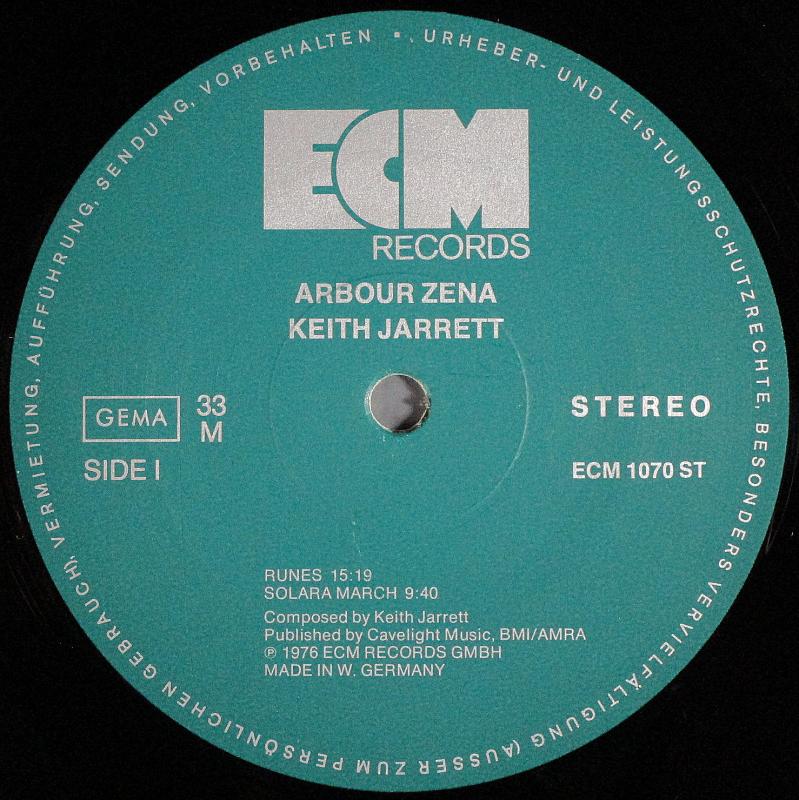 URHEBER- UND LEISTUNGSSCHUTZRECHTE, BESONDERS VERVIELFÄLTIGUNG (AUSSER ZUM PERSÖNLICHEN GEBRAUCH), VERMIETUNG, AUFFÜHRUNG, SENDUNG, VORBEHALTEN
ECM
RECORDS
ARBOUR ZENA
KEITH JARRETT
GEMA
33
M
STEREO
SIDE I
ECM 1070 ST
RUNES 15:19
SOLARA MARCH 9:40
Composed by Keith Jarrett
Published by Cavelight Music, BMI/AMRA
℗ 1976 ECM RECORDS GMBH
MADE IN W. GERMANY